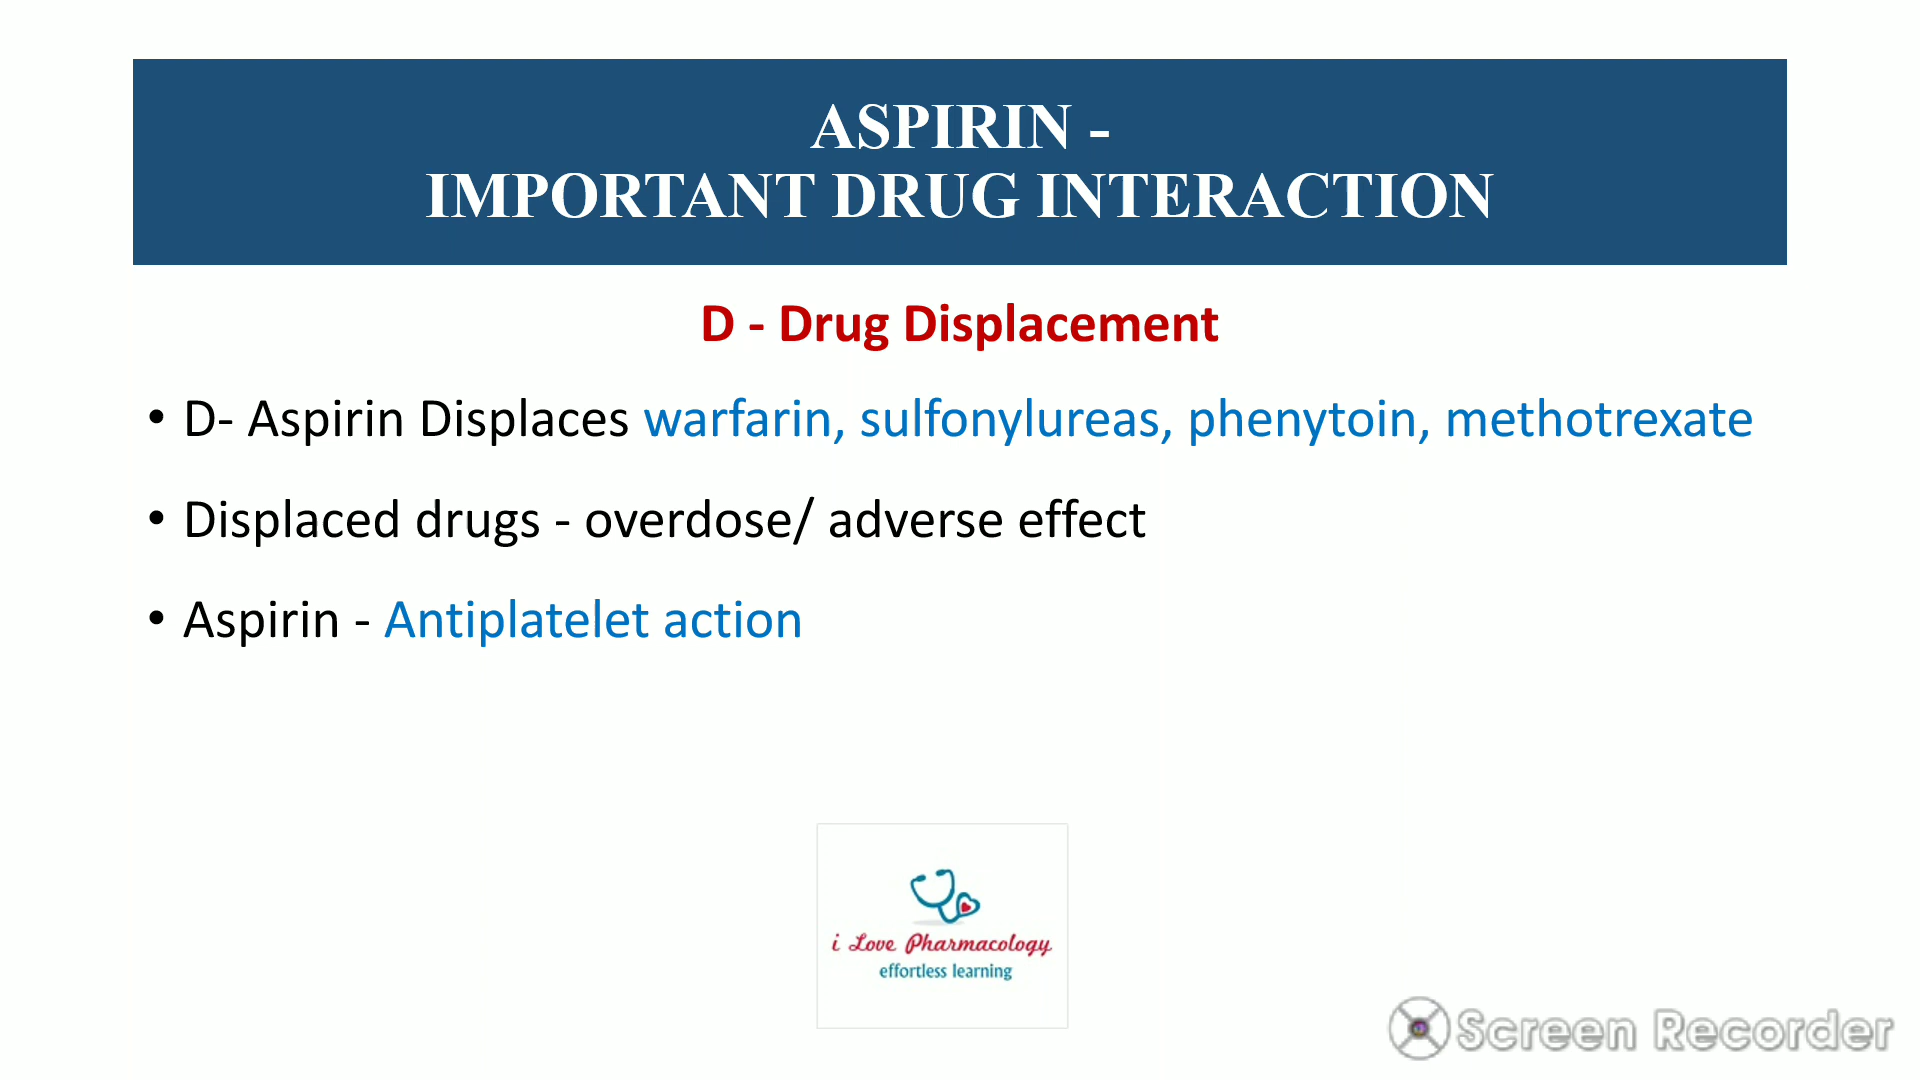 ASPIRIN -
IMPORTANT DRUG INTERACTION
D - Drug Displacement
• D- Aspirin Displaces warfarin, sulfonylureas, phenytoin, methotrexate
• Displaced drugs - overdose/ adverse effect
• Aspirin - Antiplatelet action
i Love Pharmacology
effortless learning
Screen Recorder